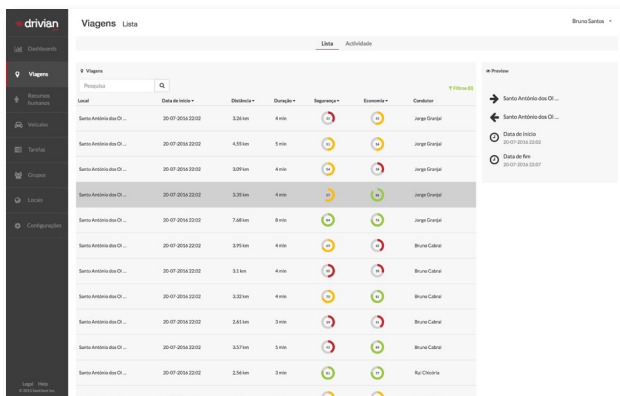 drivian
Viagens Lista
Bruno Santos
Lista Actividade
Dashboards
Viagens
Recursos humanos
Veículos
Tarefas
Grupos
Locais
Configurações
Viagens
Pesquisa
Filtros (0)
Local Data de início Distância Duração Segurança Economia Condutor
Santo António dos Ol ... 20-07-2016 22:02 3.26 km 4 min Jorge Granjal
Santo António dos Ol ... 20-07-2016 22:02 4.55 km 5 min Jorge Granjal
Santo António dos Ol ... 20-07-2016 22:02 3.09 km 4 min Jorge Granjal
Santo António dos Ol ... 20-07-2016 22:02 3.35 km 4 min Jorge Granjal
Santo António dos Ol ... 20-07-2016 22:02 7.68 km 8 min Jorge Granjal
Santo António dos Ol ... 20-07-2016 22:02 3.95 km 4 min Bruno Cabral
Santo António dos Ol ... 20-07-2016 22:02 3.1 km 4 min Bruno Cabral
Santo António dos Ol ... 20-07-2016 22:02 3.32 km 4 min Bruno Cabral
Santo António dos Ol ... 20-07-2016 22:02 2.61 km 3 min Bruno Cabral
Santo António dos Ol ... 20-07-2016 22:02 3.57 km 5 min Bruno Cabral
Santo António dos Ol ... 20-07-2016 22:02 2.56 km 3 min Rui Chicória
Preview
Santo António dos Ol ...
Santo António dos Ol ...
Data de início
20-07-2016 22:02
Data de fim
20-07-2016 22:07
Legal Help